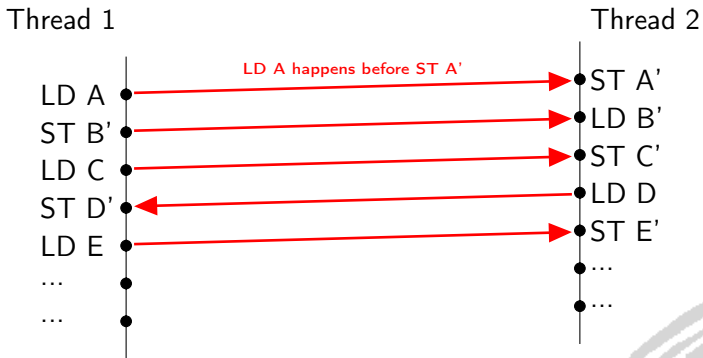 Thread 1
Thread 2
LD A happens before ST A'
LD A
ST A'
ST B'
LD B'
LD C
ST C'
ST D'
LD D
LD E
ST E'
...
...
...
...